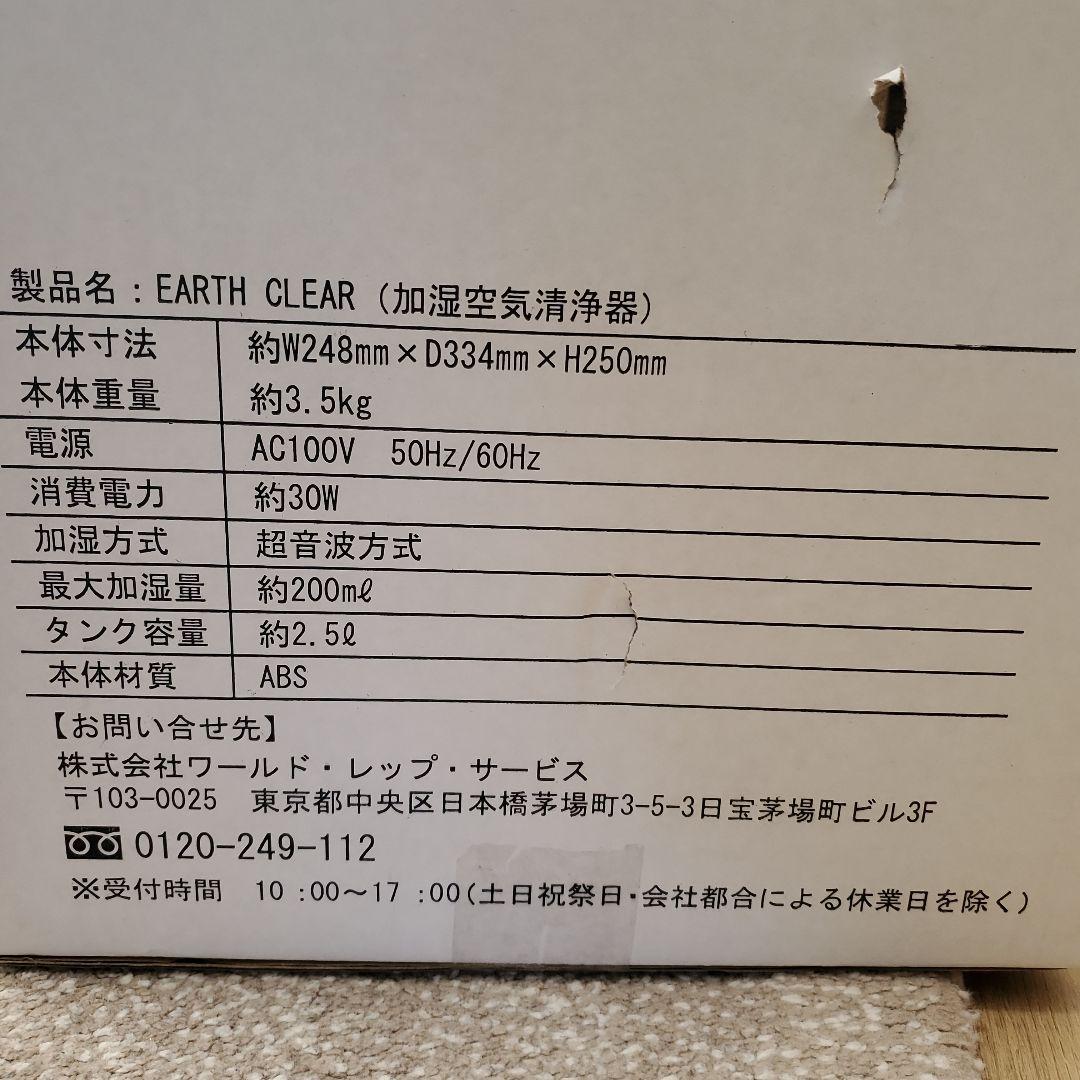 製品名：EARTH CLEAR（加湿空気清浄器）
本体寸法 約W248mm×D334mm×H250mm
本体重量 約3.5kg
電源 AC100V 50Hz/60Hz
消費電力 約30W
加湿方式 超音波方式
最大加湿量 約200mℓ
タンク容量 約2.5ℓ
本体材質 ABS
【お問い合せ先】
株式会社ワールド・レップ・サービス
〒103-0025 東京都中央区日本橋茅場町3-5-3日宝茅場町ビル3F
0120-249-112
※受付時間 10：00～17：00（土日祝祭日・会社都合による休業日を除く）